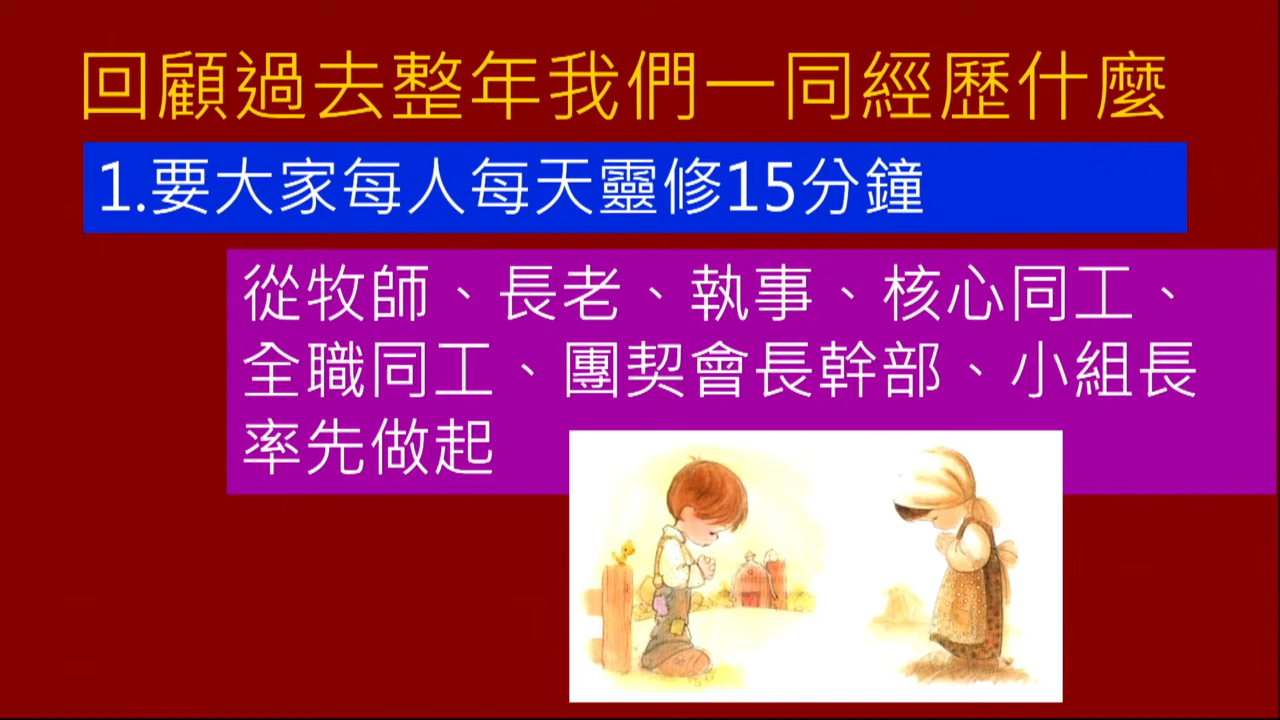 回顧過去整年我們一同經歷什麼
1.要大家每人每天靈修15分鐘
從牧師、長老、執事、核心同工、
全職同工、團契會長幹部、小組長
率先做起